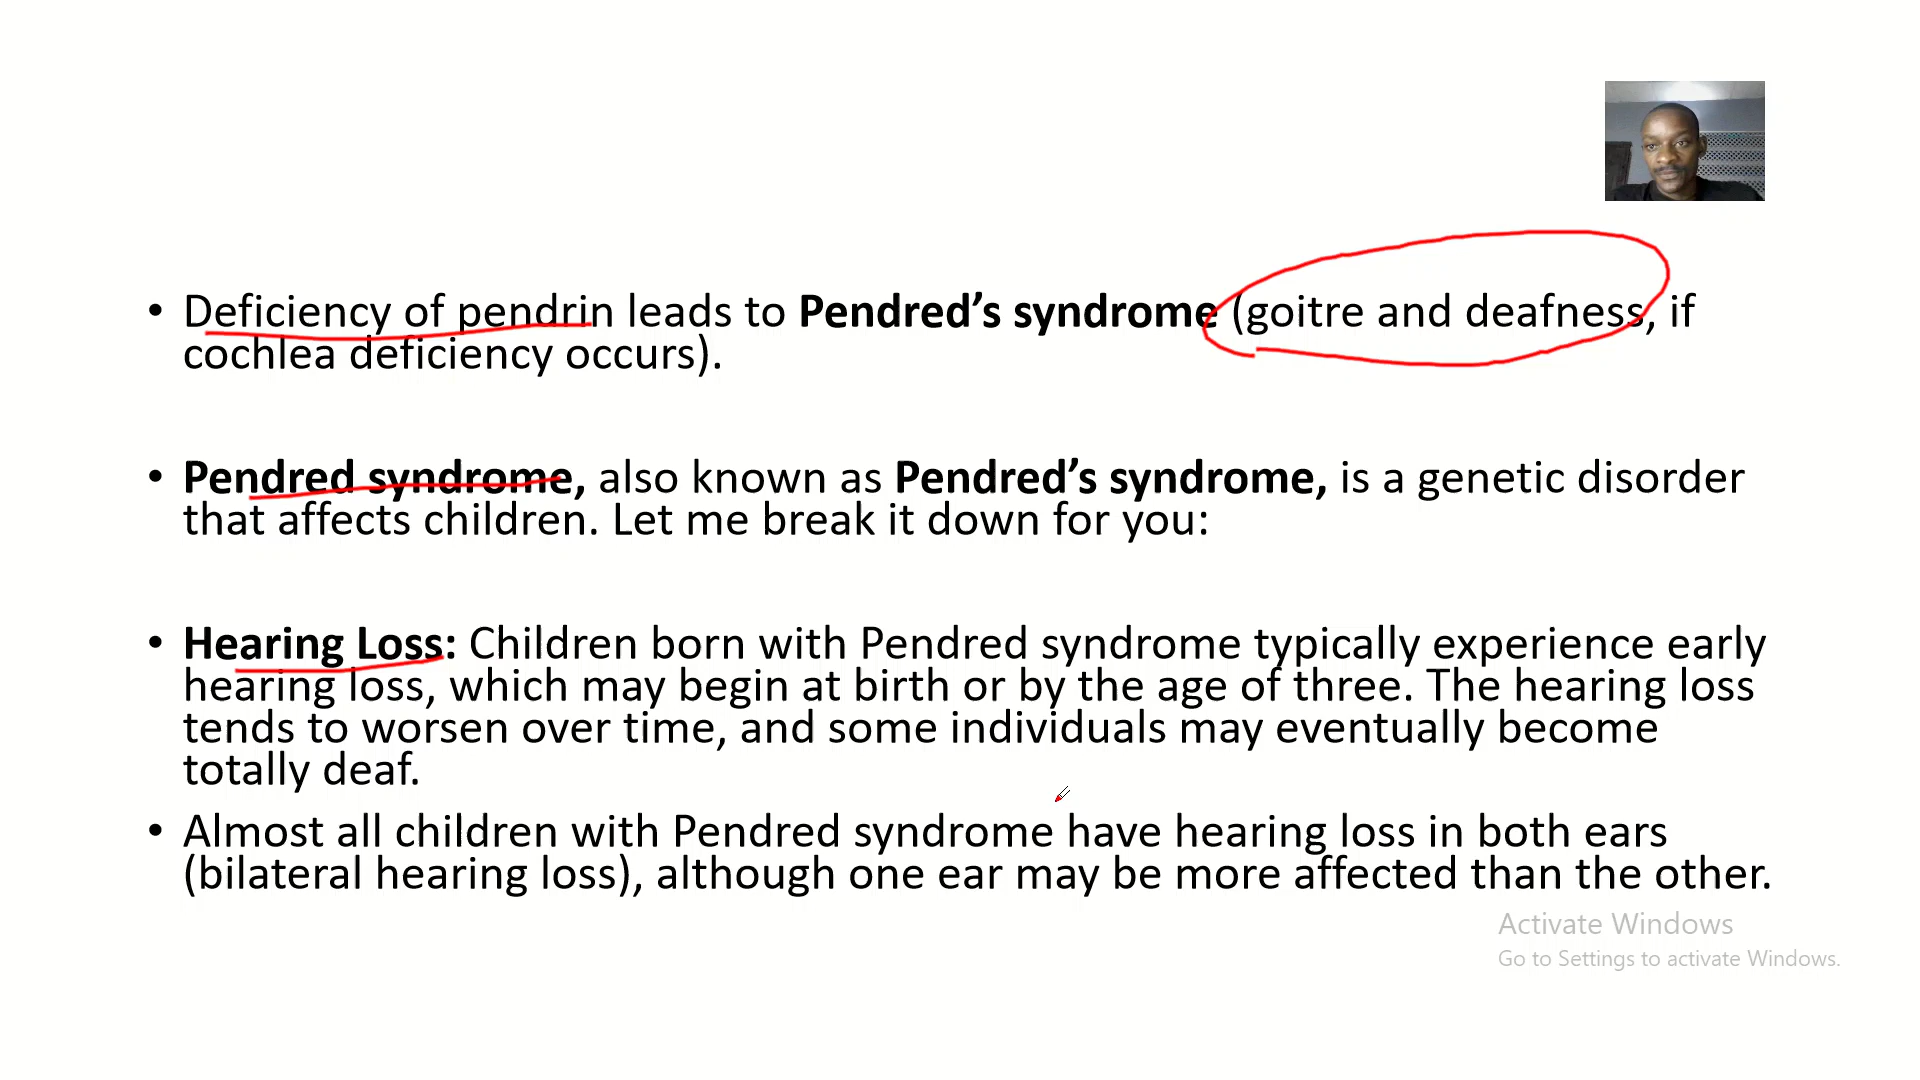 • Deficiency of pendrin leads to Pendred’s syndrome (goitre and deafness, if
cochlea deficiency occurs).
• Pendred syndrome, also known as Pendred’s syndrome, is a genetic disorder
that affects children. Let me break it down for you:
• Hearing Loss: Children born with Pendred syndrome typically experience early
hearing loss, which may begin at birth or by the age of three. The hearing loss
tends to worsen over time, and some individuals may eventually become
totally deaf.
• Almost all children with Pendred syndrome have hearing loss in both ears
(bilateral hearing loss), although one ear may be more affected than the other.
Activate Windows
Go to Settings to activate Windows.